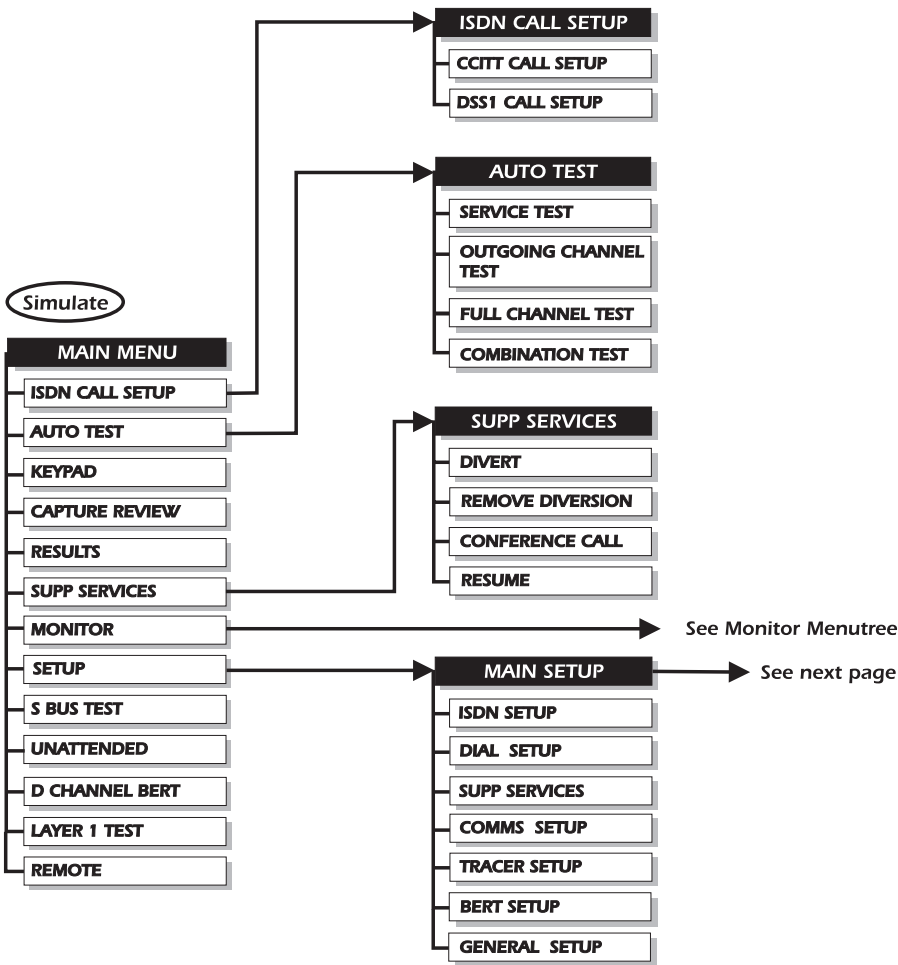 Simulate
MAIN MENU
ISDN CALL SETUP
AUTO TEST
KEYPAD
CAPTURE REVIEW
RESULTS
SUPP SERVICES
MONITOR
SETUP
S BUS TEST
UNATTENDED
D CHANNEL BERT
LAYER 1 TEST
REMOTE
ISDN CALL SETUP
CCITT CALL SETUP
DSS1 CALL SETUP
AUTO TEST
SERVICE TEST
OUTGOING CHANNEL
TEST
FULL CHANNEL TEST
COMBINATION TEST
SUPP SERVICES
DIVERT
REMOVE DIVERSION
CONFERENCE CALL
RESUME
See Monitor Menutree
MAIN SETUP
See next page
ISDN SETUP
DIAL SETUP
SUPP SERVICES
COMMS SETUP
TRACER SETUP
BERT SETUP
GENERAL SETUP